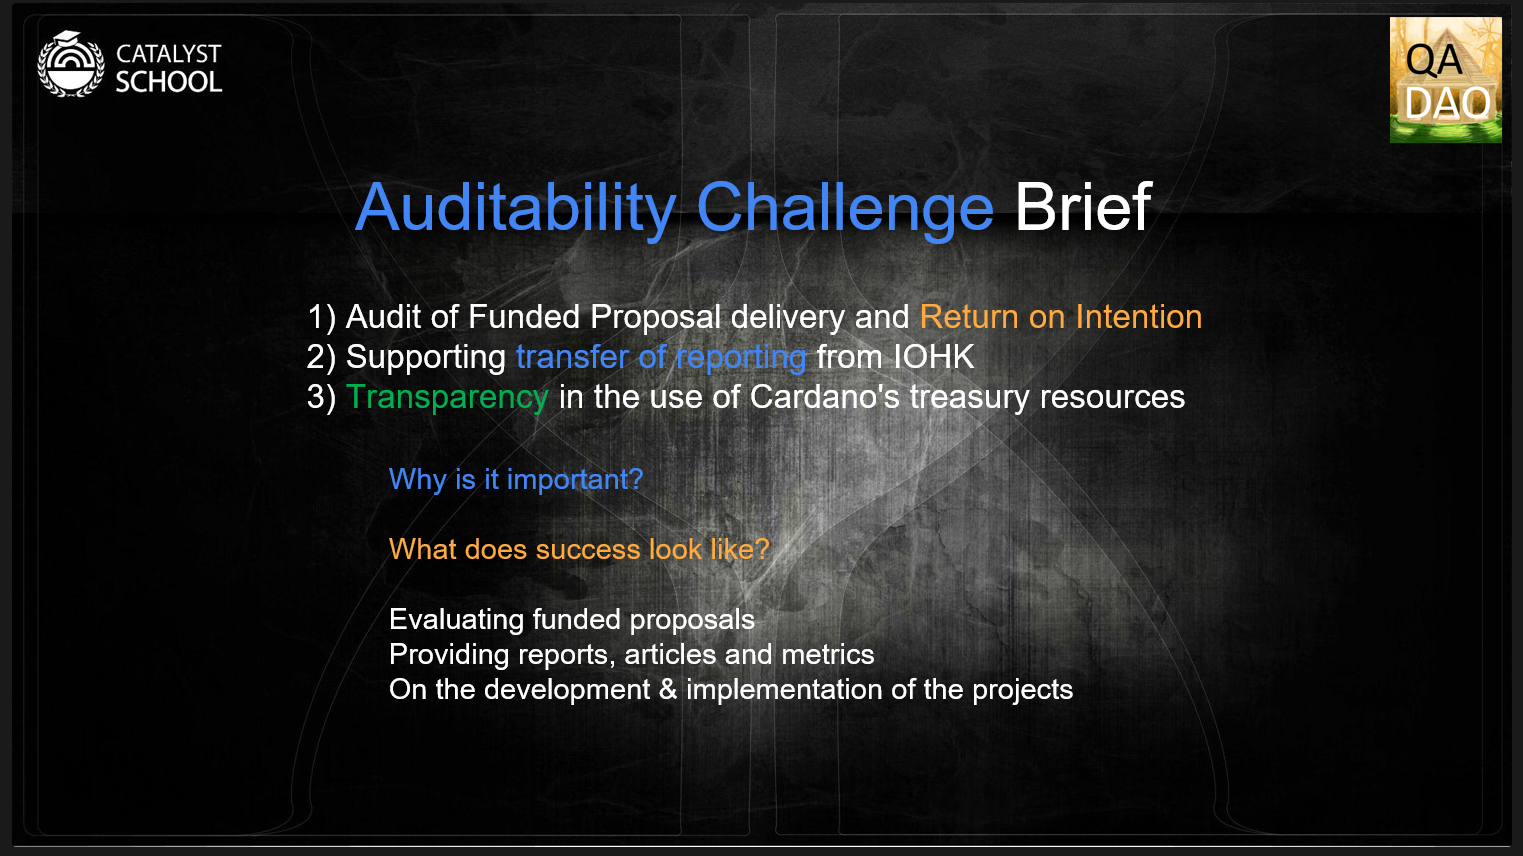 CATALYST
SCHOOL
QA
DAO
Auditability Challenge Brief
1) Audit of Funded Proposal delivery and Return on Intention
2) Supporting transfer of reporting from IOHK
3) Transparency in the use of Cardano's treasury resources
Why is it important?
What does success look like?
Evaluating funded proposals
Providing reports, articles and metrics
On the development & implementation of the projects